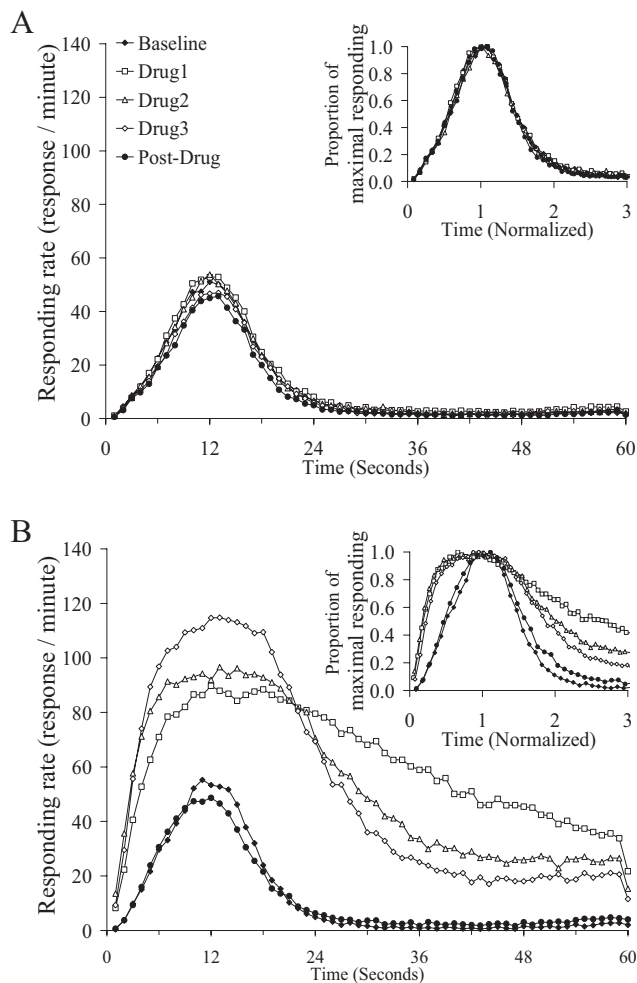 A
Responding rate (response / minute)
140
120
100
80
60
40
20
0
Baseline
Drug1
Drug2
Drug3
Post-Drug
0
12
24
36
48
60
Time (Seconds)
Proportion of
maximal responding
1.0
0.8
0.6
0.4
0.2
0.0
0
1
2
3
Time (Normalized)
B
Responding rate (response / minute)
140
120
100
80
60
40
20
0
0
12
24
36
48
60
Time (Seconds)
Proportion of
maximal responding
1.0
0.8
0.6
0.4
0.2
0.0
0
1
2
3
Time (Normalized)